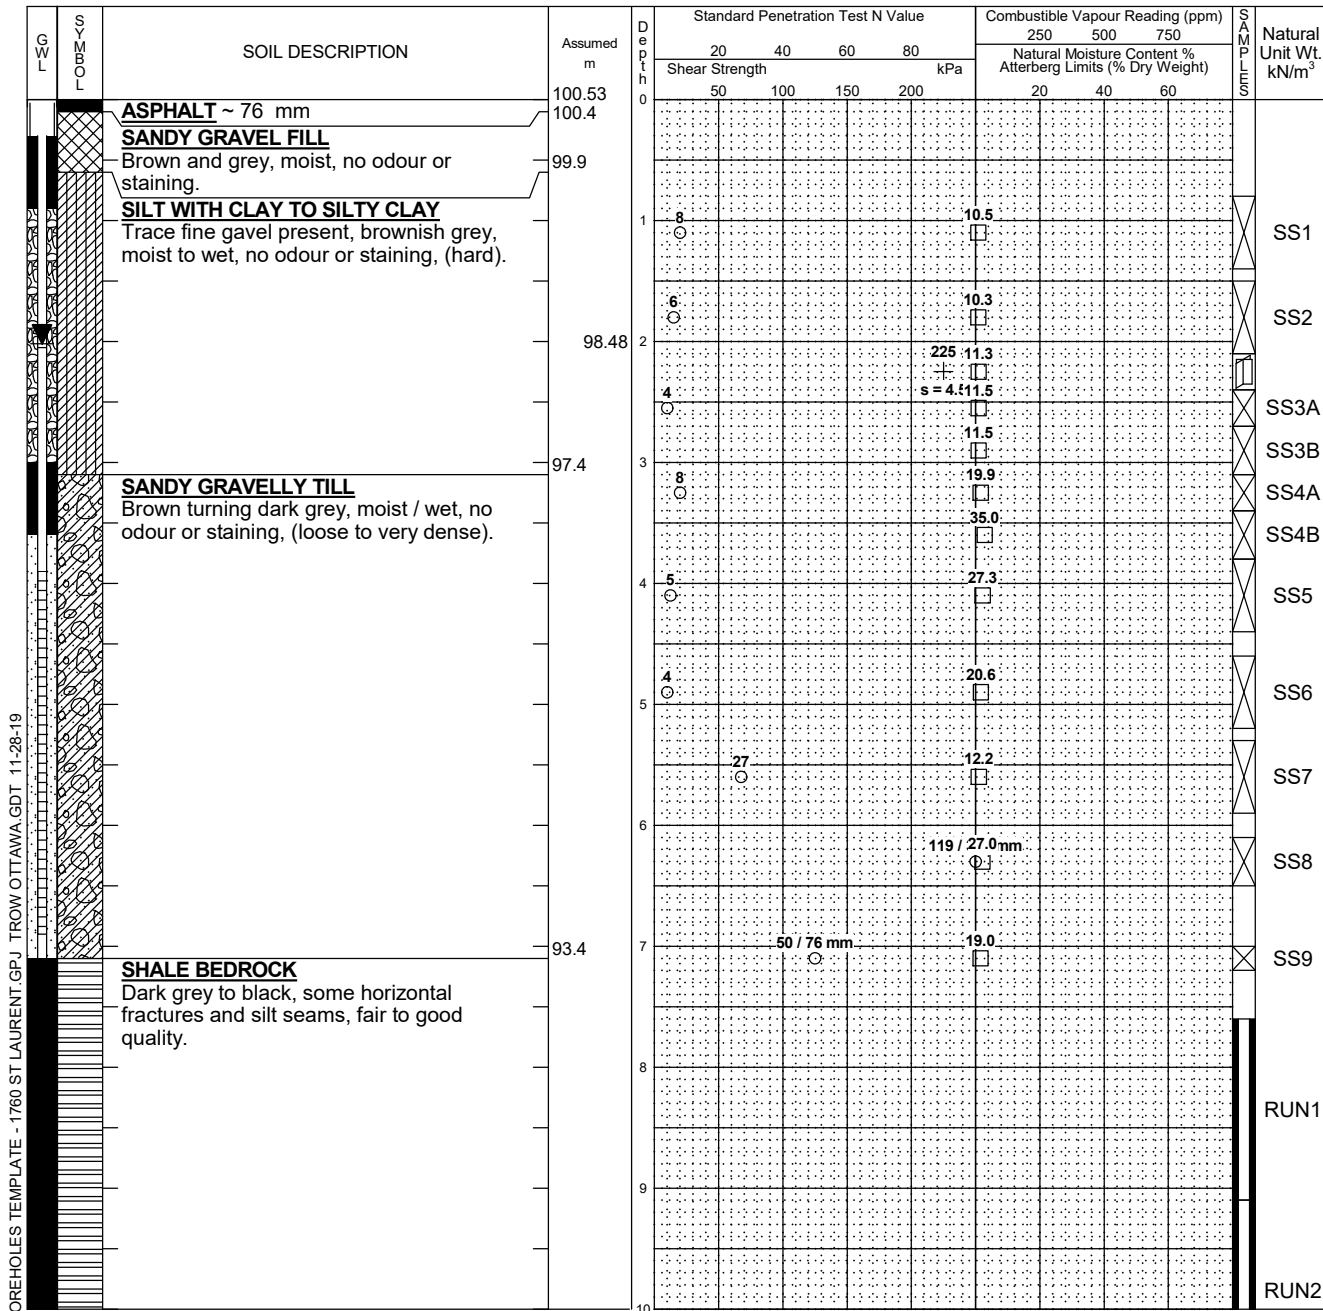 GWL
SYMBOL
SOIL DESCRIPTION
Assumed
m
100.53
Depth
Standard Penetration Test N Value
20 40 60 80
Shear Strength kPa
50 100 150 200
Combustible Vapour Reading (ppm)
250 500 750
Natural Moisture Content %
Atterberg Limits (% Dry Weight)
20 40 60
SAMPLES
Natural
Unit Wt.
kN/m³
0
ASPHALT ~ 76 mm
100.4
SANDY GRAVEL FILL
Brown and grey, moist, no odour or
staining.
99.9
SILT WITH CLAY TO SILTY CLAY
Trace fine gavel present, brownish grey,
moist to wet, no odour or staining, (hard).
1
8
10.5
SS1
6
10.3
SS2
98.48
2
225
11.3
s = 4.5
4
11.5
SS3A
11.5
SS3B
97.4
3
SANDY GRAVELLY TILL
Brown turning dark grey, moist / wet, no
odour or staining, (loose to very dense).
8
19.9
SS4A
35.0
SS4B
4
5
27.3
SS5
4
20.6
SS6
5
27
12.2
SS7
6
119 / mm
27.0
SS8
93.4
7
50 / 76 mm
19.0
SS9
SHALE BEDROCK
Dark grey to black, some horizontal
fractures and silt seams, fair to good
quality.
8
RUN1
9
RUN2
10
OREHOLES TEMPLATE - 1760 ST LAURENT.GPJ TROW OTTAWA.GDT 11-28-19